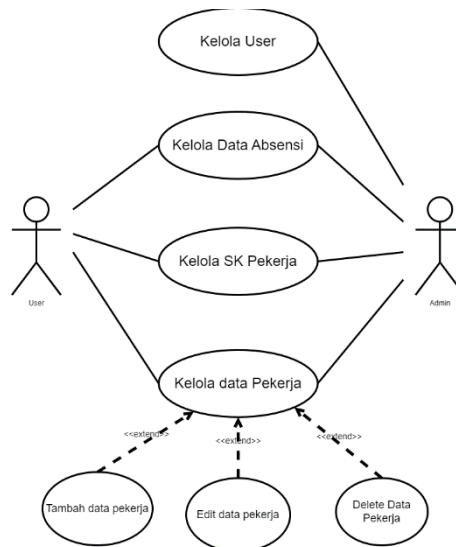 Kelola User
Kelola Data Absensi
Kelola SK Pekerja
User
Admin
Kelola data Pekerja
<<extend>>
<<extend>>
<<extend>>
Tambah data pekerja
Edit data pekerja
Delete Data
Pekerja